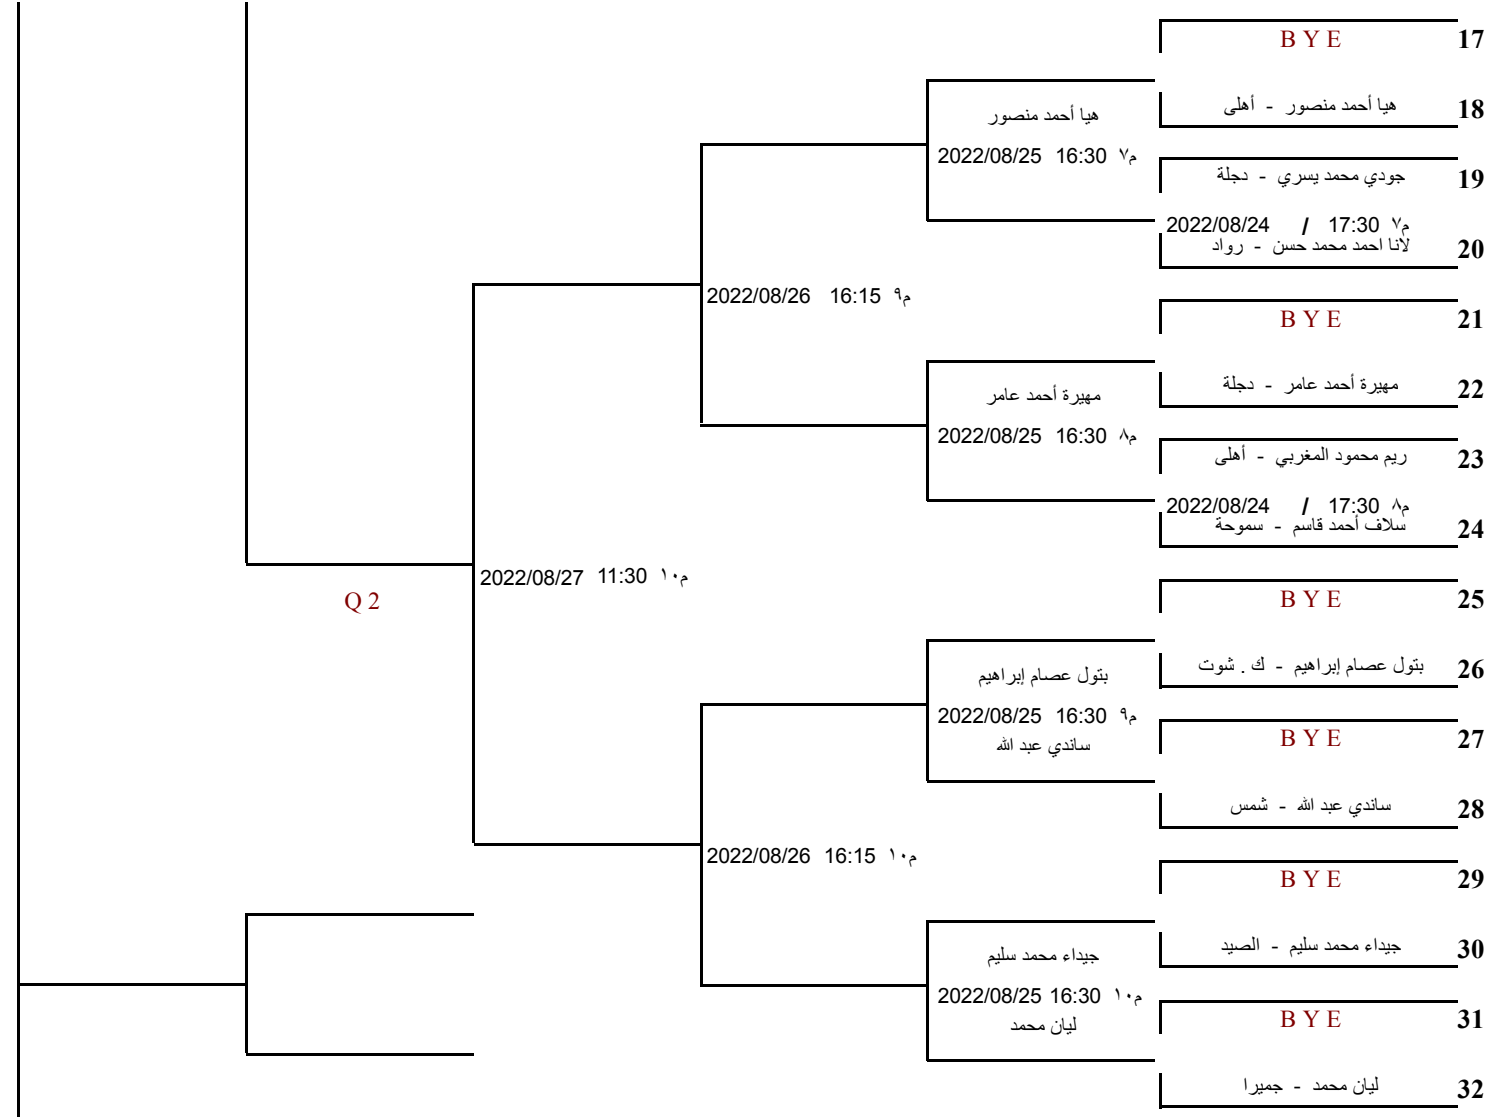 B Y E 17
هيا أحمد منصور - أهلى 18
هيا أحمد منصور
2022/08/25 16:30 م٧
جودي محمد يسري - دجلة 19
2022/08/24 / 17:30 م٧
لانا احمد محمد حسن - رواد 20
2022/08/26 16:15 م٩
B Y E 21
مهيرة أحمد عامر - دجلة 22
مهيرة أحمد عامر
2022/08/25 16:30 م٨
ريم محمود المغربي - أهلى 23
2022/08/24 / 17:30 م٨
سلاف أحمد قاسم - سموحة 24
2022/08/27 11:30 م١٠
Q 2
B Y E 25
بتول عصام إبراهيم - ك . شوت 26
بتول عصام إبراهيم
2022/08/25 16:30 م٩
ساندي عبد الله
B Y E 27
ساندي عبد الله - شمس 28
2022/08/26 16:15 م١٠
B Y E 29
جيداء محمد سليم - الصيد 30
جيداء محمد سليم
2022/08/25 16:30 م١٠
ليان محمد
B Y E 31
ليان محمد - جميرا 32